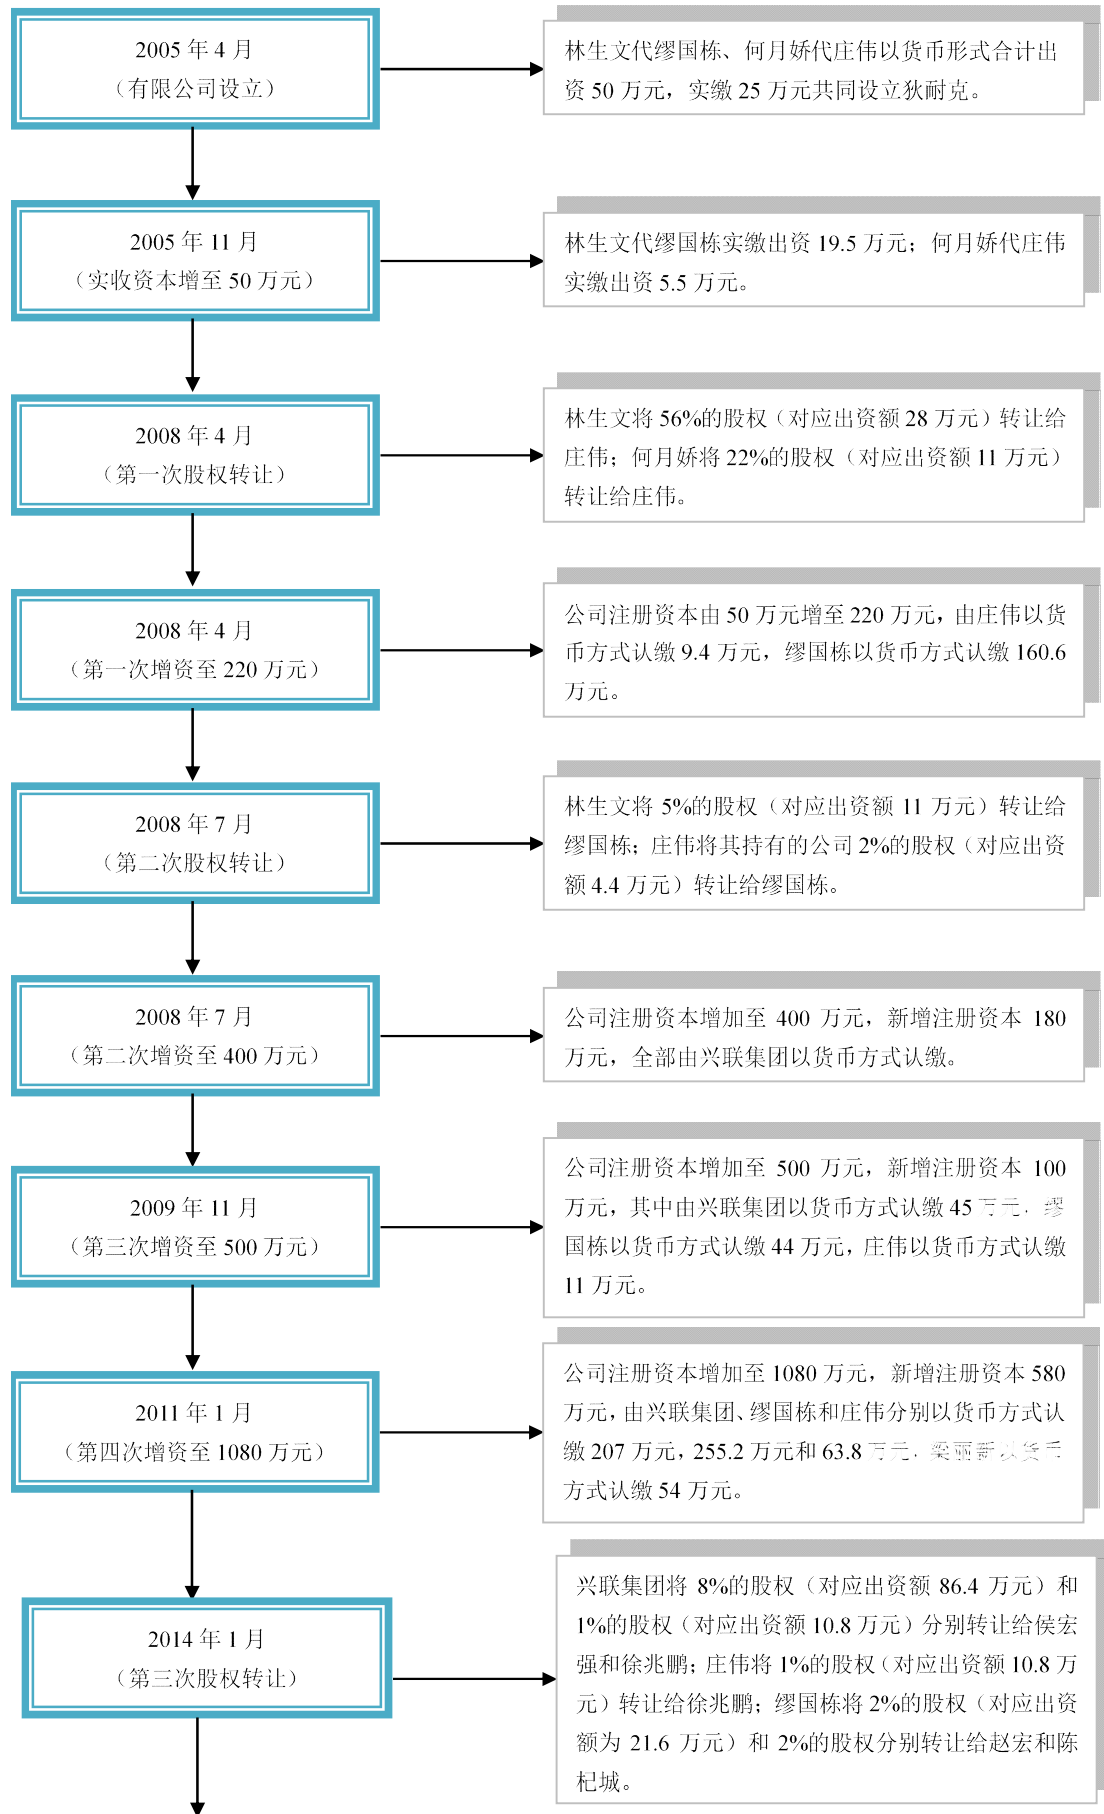 2005 年 4 月
（有限公司设立）
林生文代缪国栋、何月娇代庄伟以货币形式合计出
资 50 万元，实缴 25 万元共同设立狄耐克。
2005 年 11 月
（实收资本增至 50 万元）
林生文代缪国栋实缴出资 19.5 万元；何月娇代庄伟
实缴出资 5.5 万元。
2008 年 4 月
（第一次股权转让）
林生文将 56%的股权（对应出资额 28 万元）转让给
庄伟；何月娇将 22%的股权（对应出资额 11 万元）
转让给庄伟。
2008 年 4 月
（第一次增资至 220 万元）
公司注册资本由 50 万元增至 220 万元，由庄伟以货
币方式认缴 9.4 万元，缪国栋以货币方式认缴 160.6
万元。
2008 年 7 月
（第二次股权转让）
林生文将 5%的股权（对应出资额 11 万元）转让给
缪国栋；庄伟将其持有的公司 2%的股权（对应出资
额 4.4 万元）转让给缪国栋。
2008 年 7 月
（第二次增资至 400 万元）
公司注册资本增加至 400 万元，新增注册资本 180
万元，全部由兴联集团以货币方式认缴。
2009 年 11 月
（第三次增资至 500 万元）
公司注册资本增加至 500 万元，新增注册资本 100
万元，其中由兴联集团以货币方式认缴 45 万元，缪
国栋以货币方式认缴 44 万元，庄伟以货币方式认缴
11 万元。
2011 年 1 月
（第四次增资至 1080 万元）
公司注册资本增加至 1080 万元，新增注册资本 580
万元，由兴联集团、缪国栋和庄伟分别以货币方式认
缴 207 万元，255.2 万元和 63.8 万元，以货币
方式认缴 54 万元。
2014 年 1 月
（第三次股权转让）
兴联集团将 8%的股权（对应出资额 86.4 万元）和
1%的股权（对应出资额 10.8 万元）分别转让给侯宏
强和徐兆鹏；庄伟将 1%的股权（对应出资额 10.8 万
元）转让给徐兆鹏；缪国栋将 2%的股权（对应出资
额为 21.6 万元）和 2%的股权分别转让给赵宏和陈
杞城。